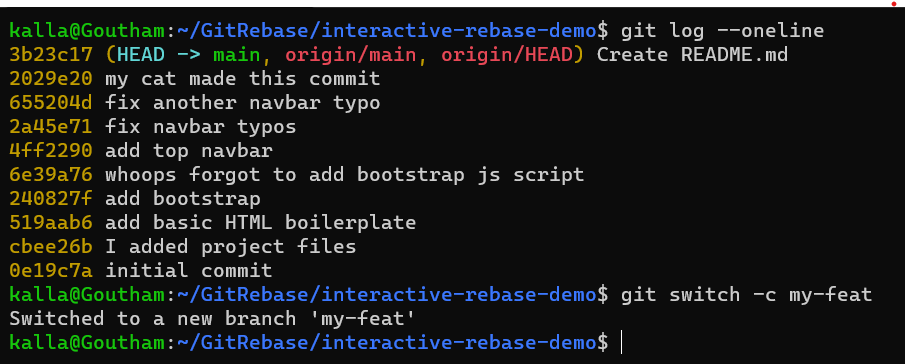 kalla@Goutham:~/GitRebase/interactive-rebase-demo$ git log --oneline
3b23c17 (HEAD -> main, origin/main, origin/HEAD) Create README.md
2029e20 my cat made this commit
655204d fix another navbar typo
2a45e71 fix navbar typos
4ff2290 add top navbar
6e39a76 whoops forgot to add bootstrap js script
240827f add bootstrap
519aab6 add basic HTML boilerplate
cbee26b I added project files
0e19c7a initial commit
kalla@Goutham:~/GitRebase/interactive-rebase-demo$ git switch -c my-feat
Switched to a new branch 'my-feat'
kalla@Goutham:~/GitRebase/interactive-rebase-demo$